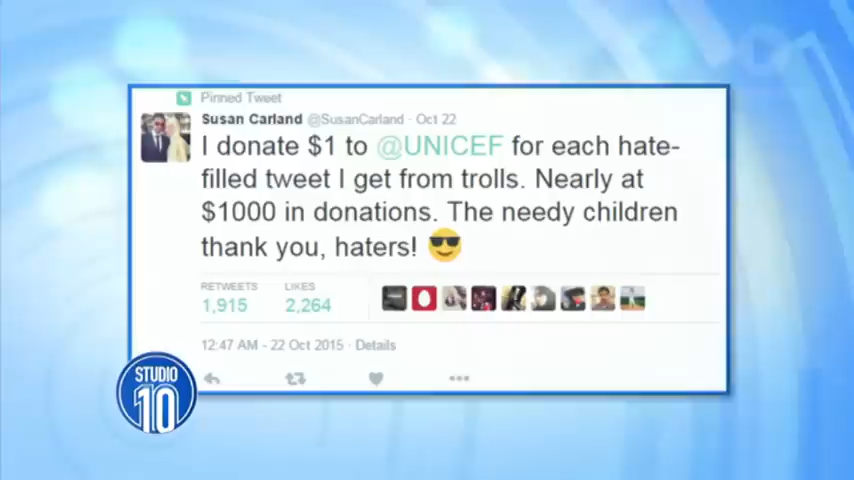 Pinned Tweet
Susan Carland @SusanCarland · Oct 22
I donate $1 to @UNICEF for each hate-
filled tweet I get from trolls. Nearly at
$1000 in donations. The needy children
thank you, haters! 😎
RETWEETS LIKES
1,915 2,264
12:47 AM - 22 Oct 2015 · Details
STUDIO
10